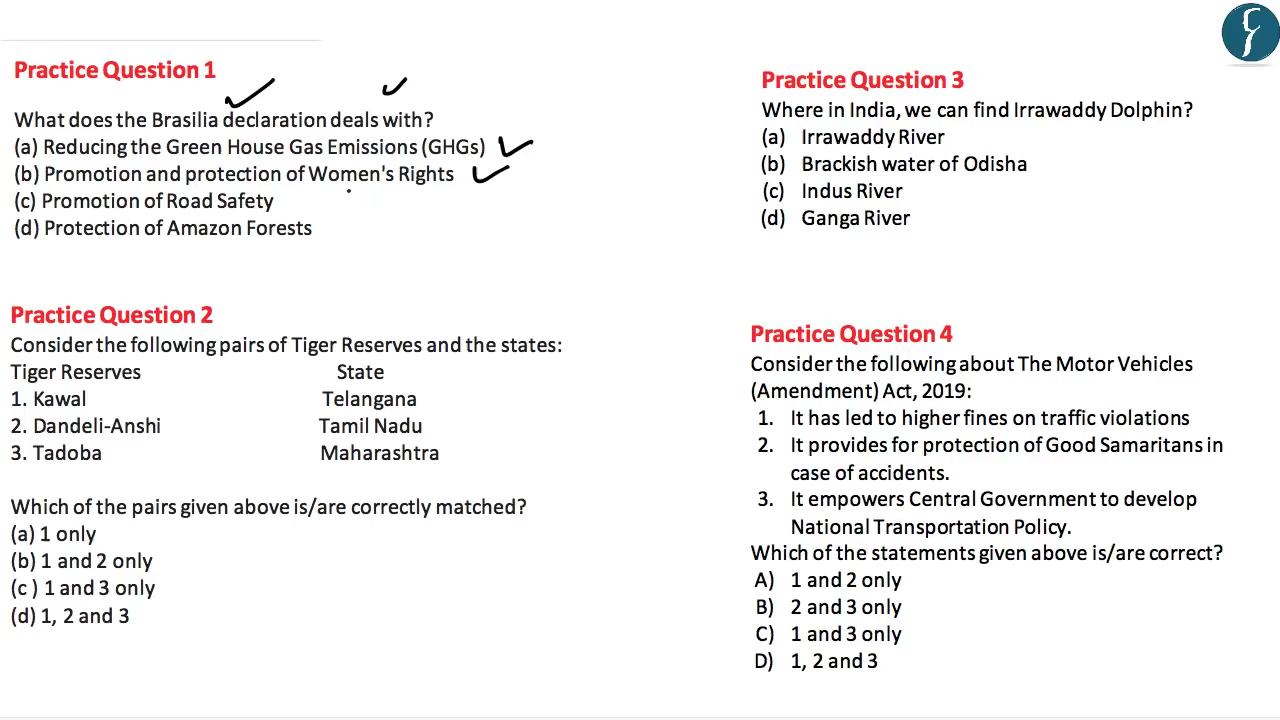 Practice Question 1
What does the Brasilia declaration deals with?
(a) Reducing the Green House Gas Emissions (GHGs)
(b) Promotion and protection of Women's Rights
(c) Promotion of Road Safety
(d) Protection of Amazon Forests
Practice Question 2
Consider the following pairs of Tiger Reserves and the states:
Tiger Reserves State
1. Kawal Telangana
2. Dandeli-Anshi Tamil Nadu
3. Tadoba Maharashtra
Which of the pairs given above is/are correctly matched?
(a) 1 only
(b) 1 and 2 only
(c ) 1 and 3 only
(d) 1, 2 and 3
Practice Question 3
Where in India, we can find Irrawaddy Dolphin?
(a) Irrawaddy River
(b) Brackish water of Odisha
(c) Indus River
(d) Ganga River
Practice Question 4
Consider the following about The Motor Vehicles
(Amendment) Act, 2019:
1. It has led to higher fines on traffic violations
2. It provides for protection of Good Samaritans in
case of accidents.
3. It empowers Central Government to develop
National Transportation Policy.
Which of the statements given above is/are correct?
A) 1 and 2 only
B) 2 and 3 only
C) 1 and 3 only
D) 1, 2 and 3